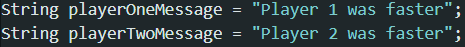 String playerOneMessage = "Player 1 was faster";
String playerTwoMessage = "Player 2 was faster";